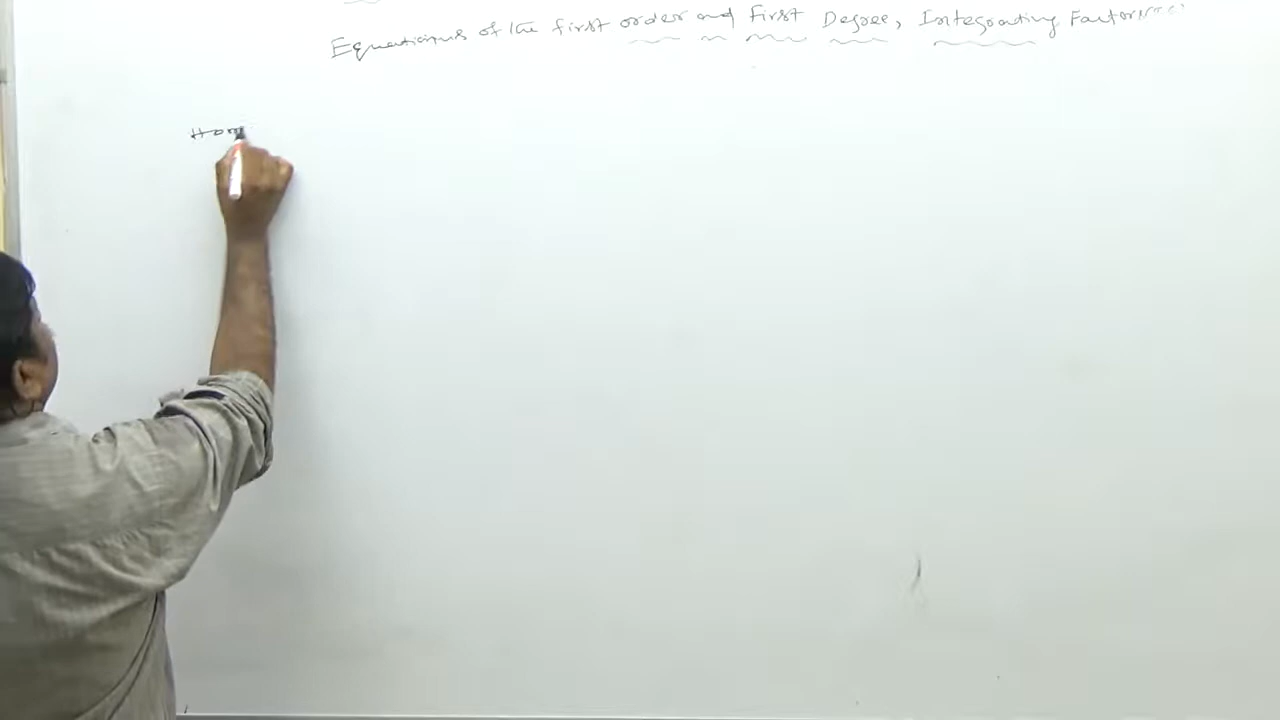 Equations of the first order and First Degree, Integrating Factor
Hom